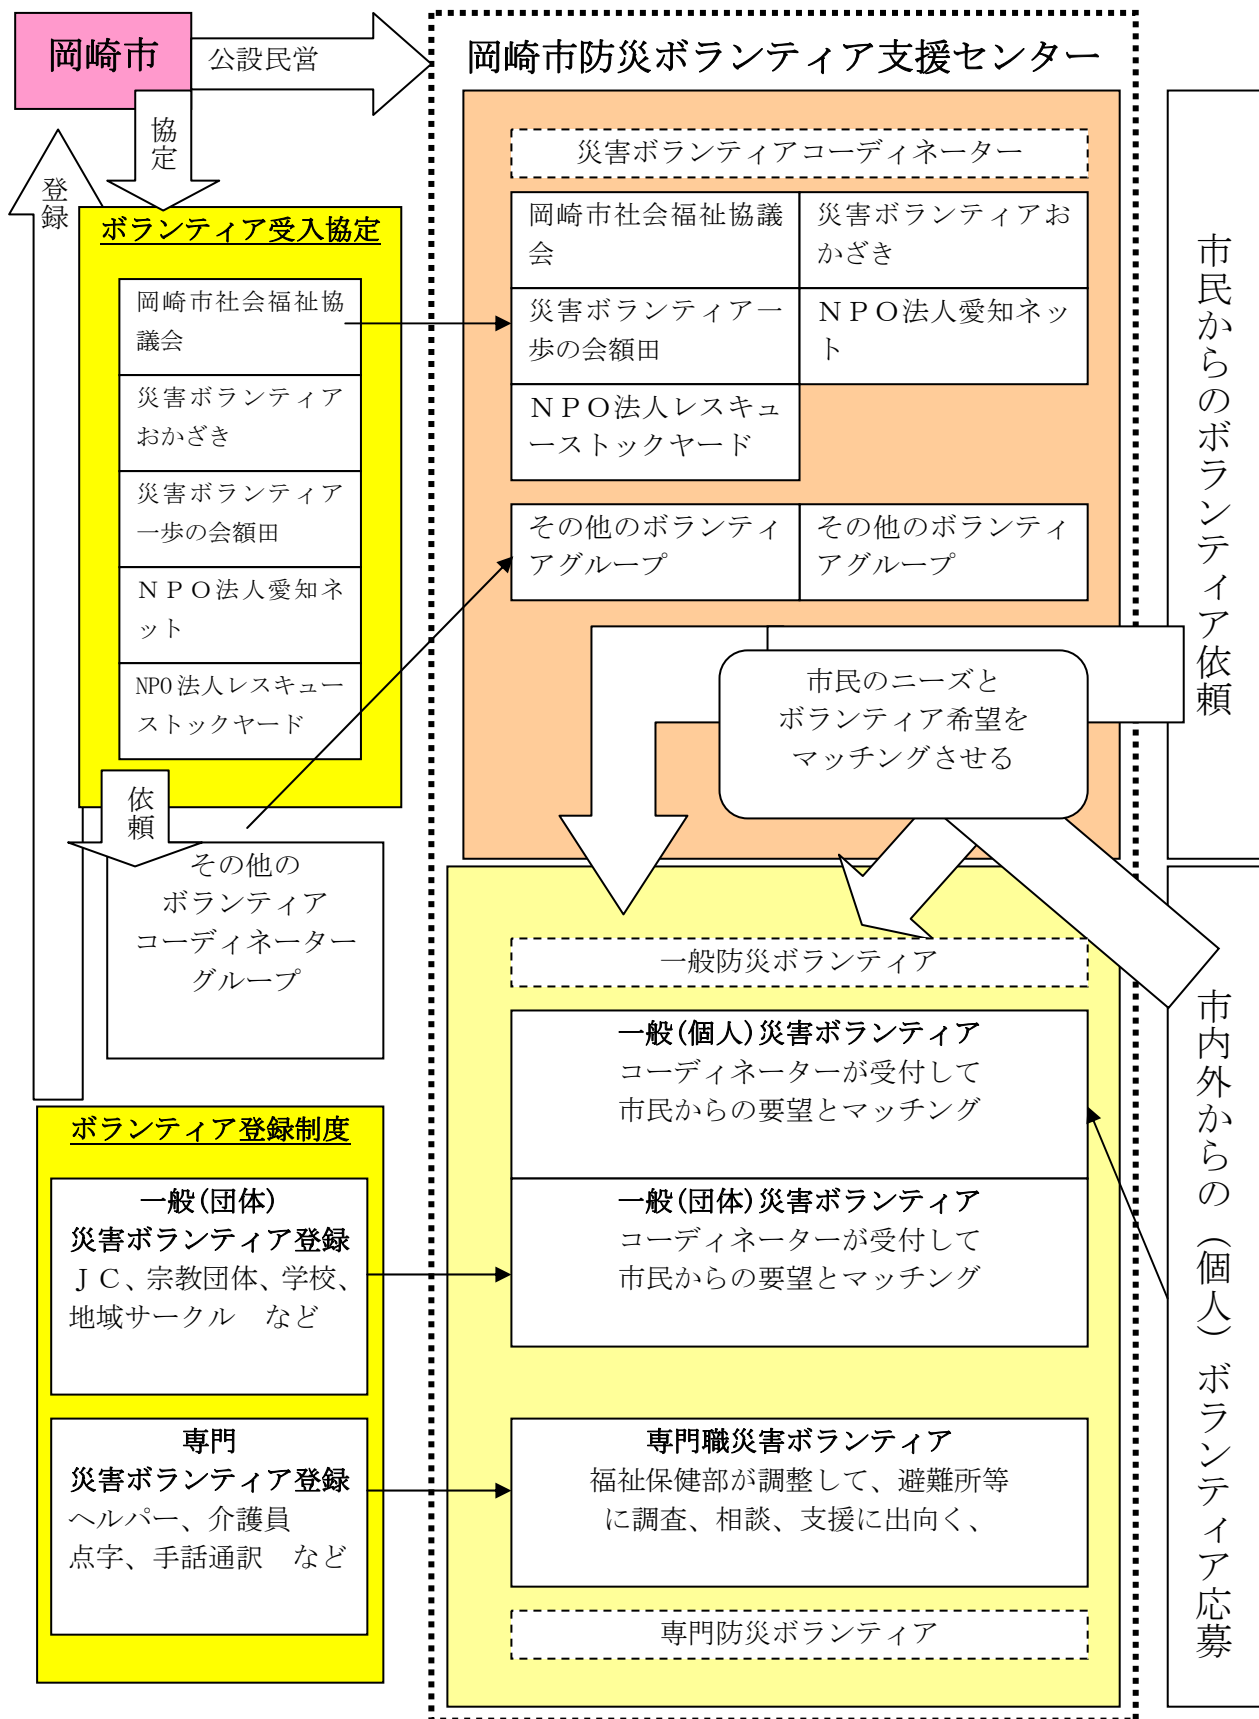 岡崎市
公設民営
協定
登録
ボランティア受入協定
岡崎市社会福祉協
議会
災害ボランティア
おかざき
災害ボランティア
一歩の会額田
ＮＰＯ法人愛知ネ
ット
NPO法人レスキュー
ストックヤード
依頼
その他の
ボランティア
コーディネーター
グループ
ボランティア登録制度
一般(団体)
災害ボランティア登録
ＪＣ、宗教団体、学校、
地域サークル　など
専門
災害ボランティア登録
ヘルパー、介護員
点字、手話通訳　など
岡崎市防災ボランティア支援センター
災害ボランティアコーディネーター
岡崎市社会福祉協議
会
災害ボランティアお
かざき
災害ボランティア一
歩の会額田
ＮＰＯ法人愛知ネッ
ト
ＮＰＯ法人レスキュ
ーストックヤード
その他のボランティ
アグループ
その他のボランティ
アグループ
市民のニーズと
ボランティア希望を
マッチングさせる
一般防災ボランティア
一般(個人)災害ボランティア
コーディネーターが受付して
市民からの要望とマッチング
一般(団体)災害ボランティア
コーディネーターが受付して
市民からの要望とマッチング
専門職災害ボランティア
福祉保健部が調整して、避難所等
に調査、相談、支援に出向く、
専門防災ボランティア
市民からのボランティア依頼
市内外からの（個人）ボランティア応募